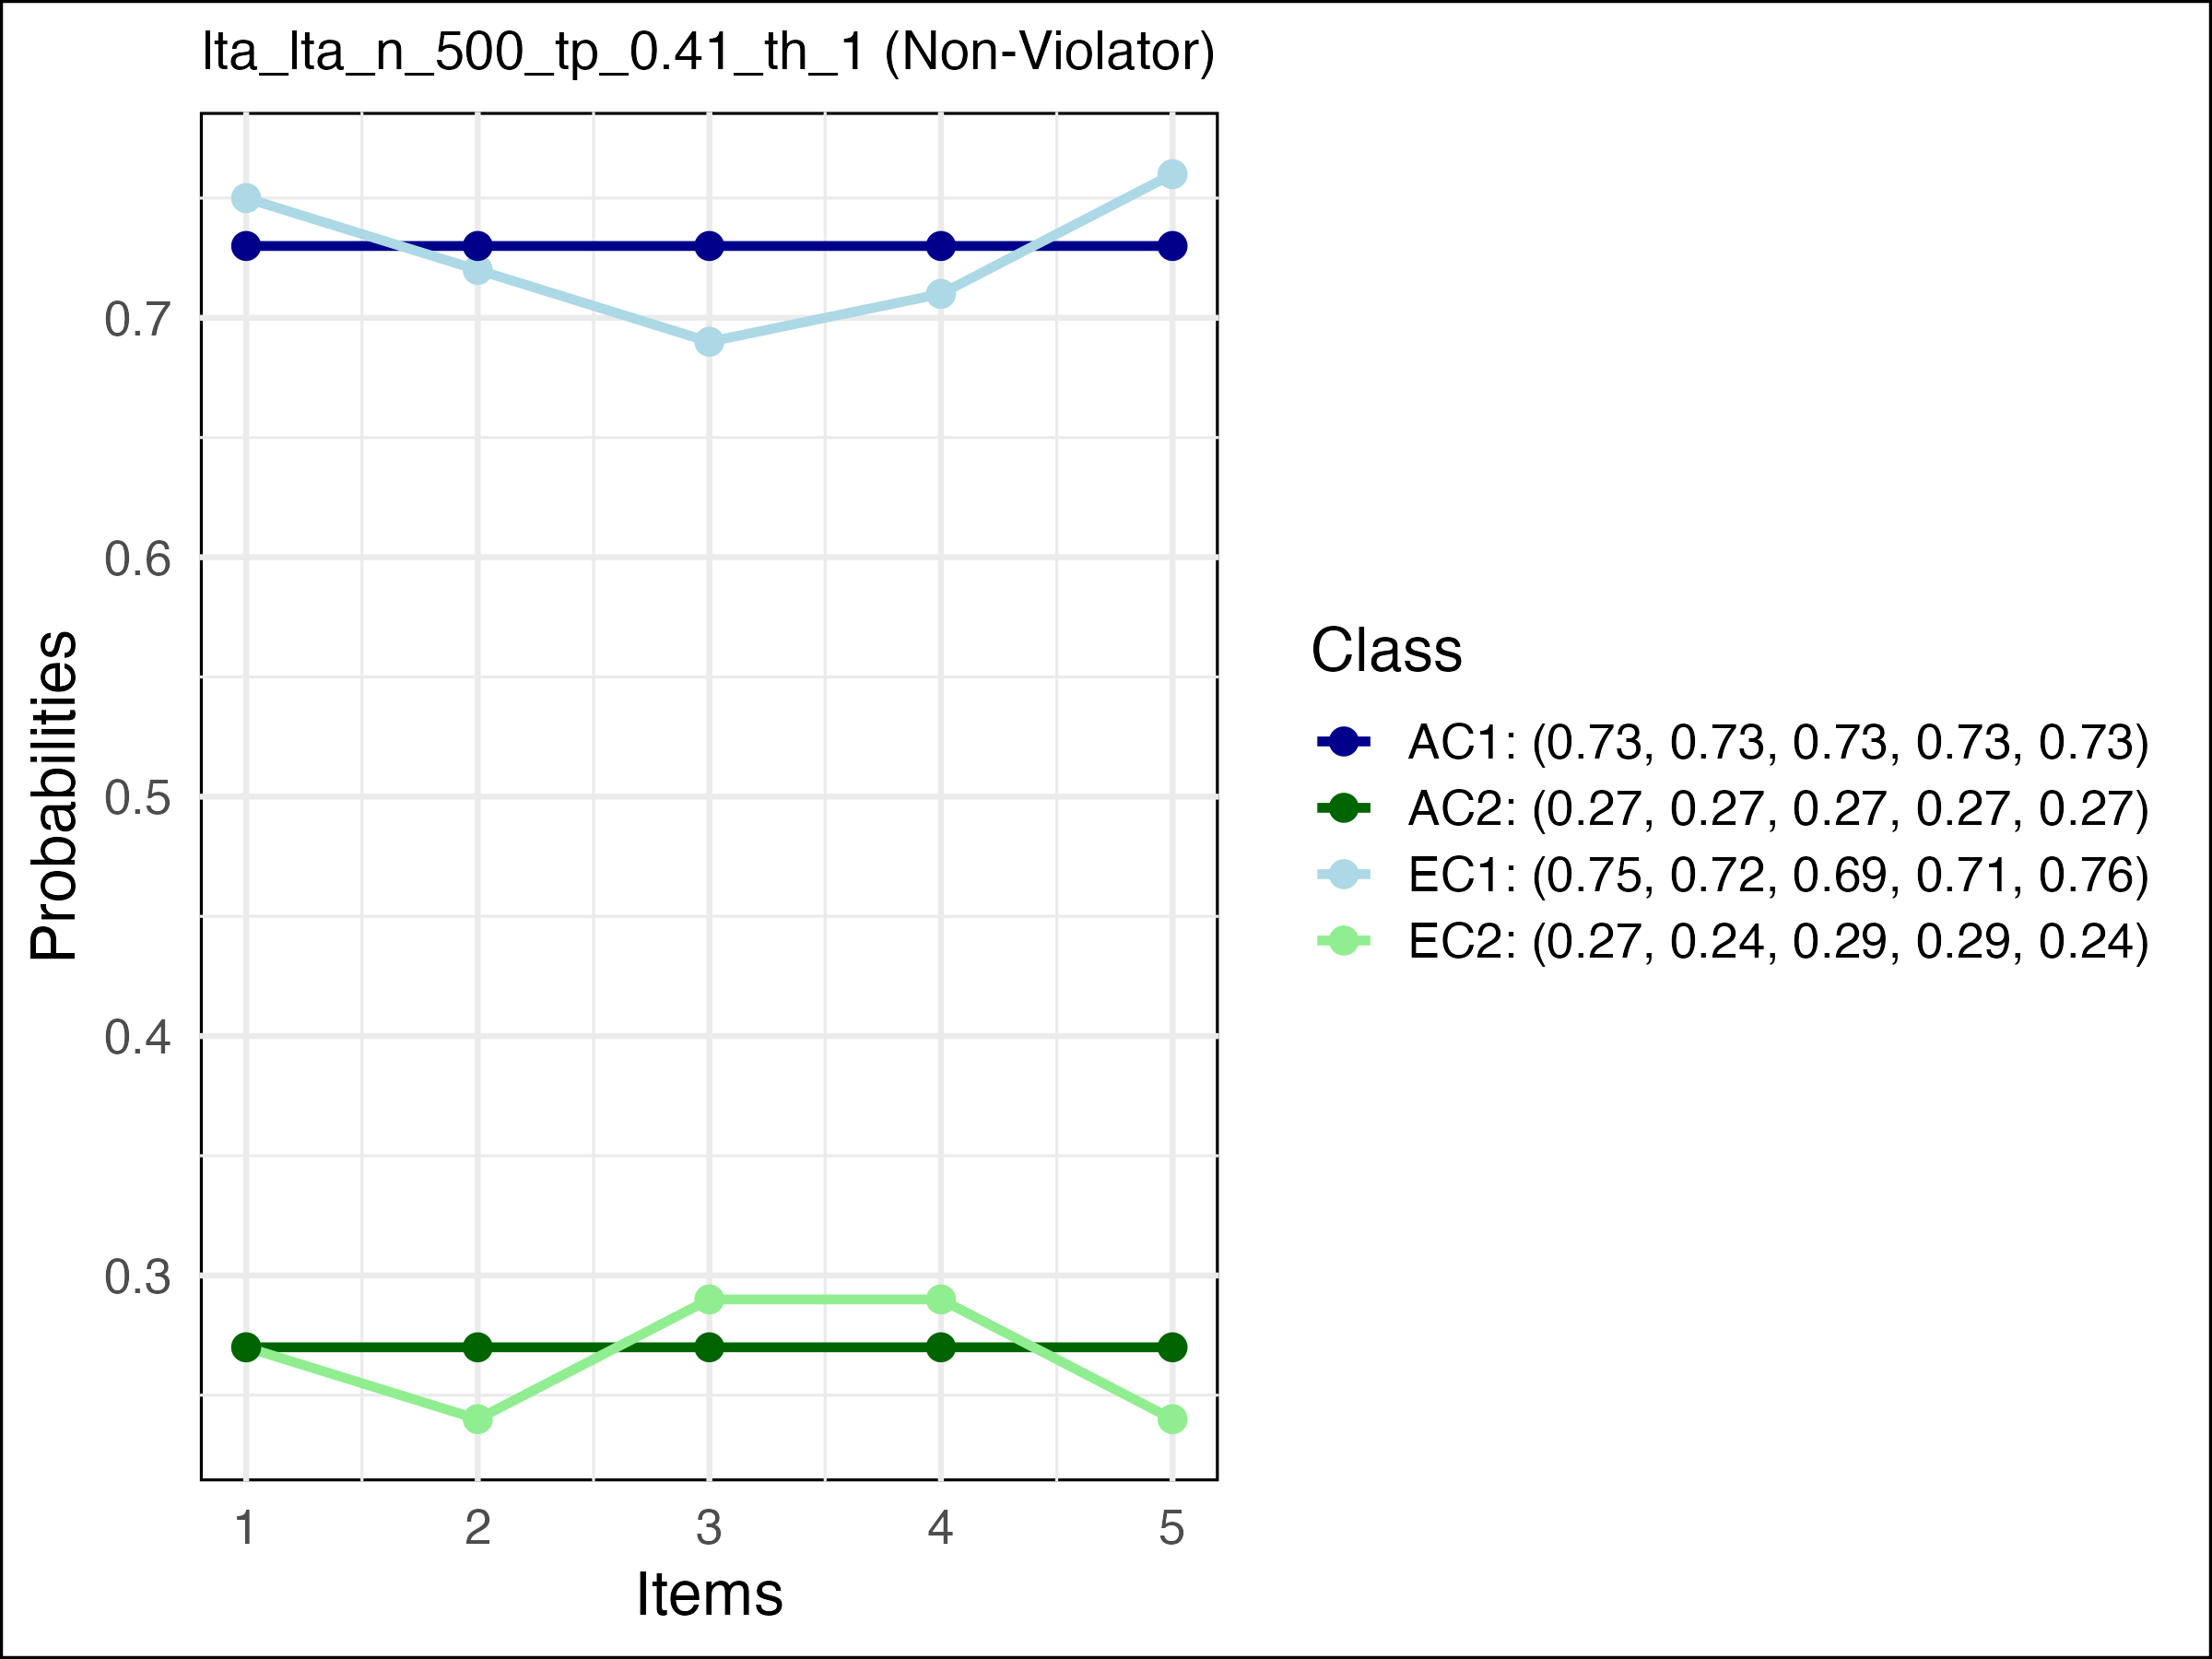 lta_lta_n_500_tp_0.41_th_1 (Non-Violator)
Probabilities
0.7
0.6
0.5
0.4
0.3
1 2 3 4 5
Items
Class
AC1: (0.73, 0.73, 0.73, 0.73, 0.73)
AC2: (0.27, 0.27, 0.27, 0.27, 0.27)
EC1: (0.75, 0.72, 0.69, 0.71, 0.76)
EC2: (0.27, 0.24, 0.29, 0.29, 0.24)